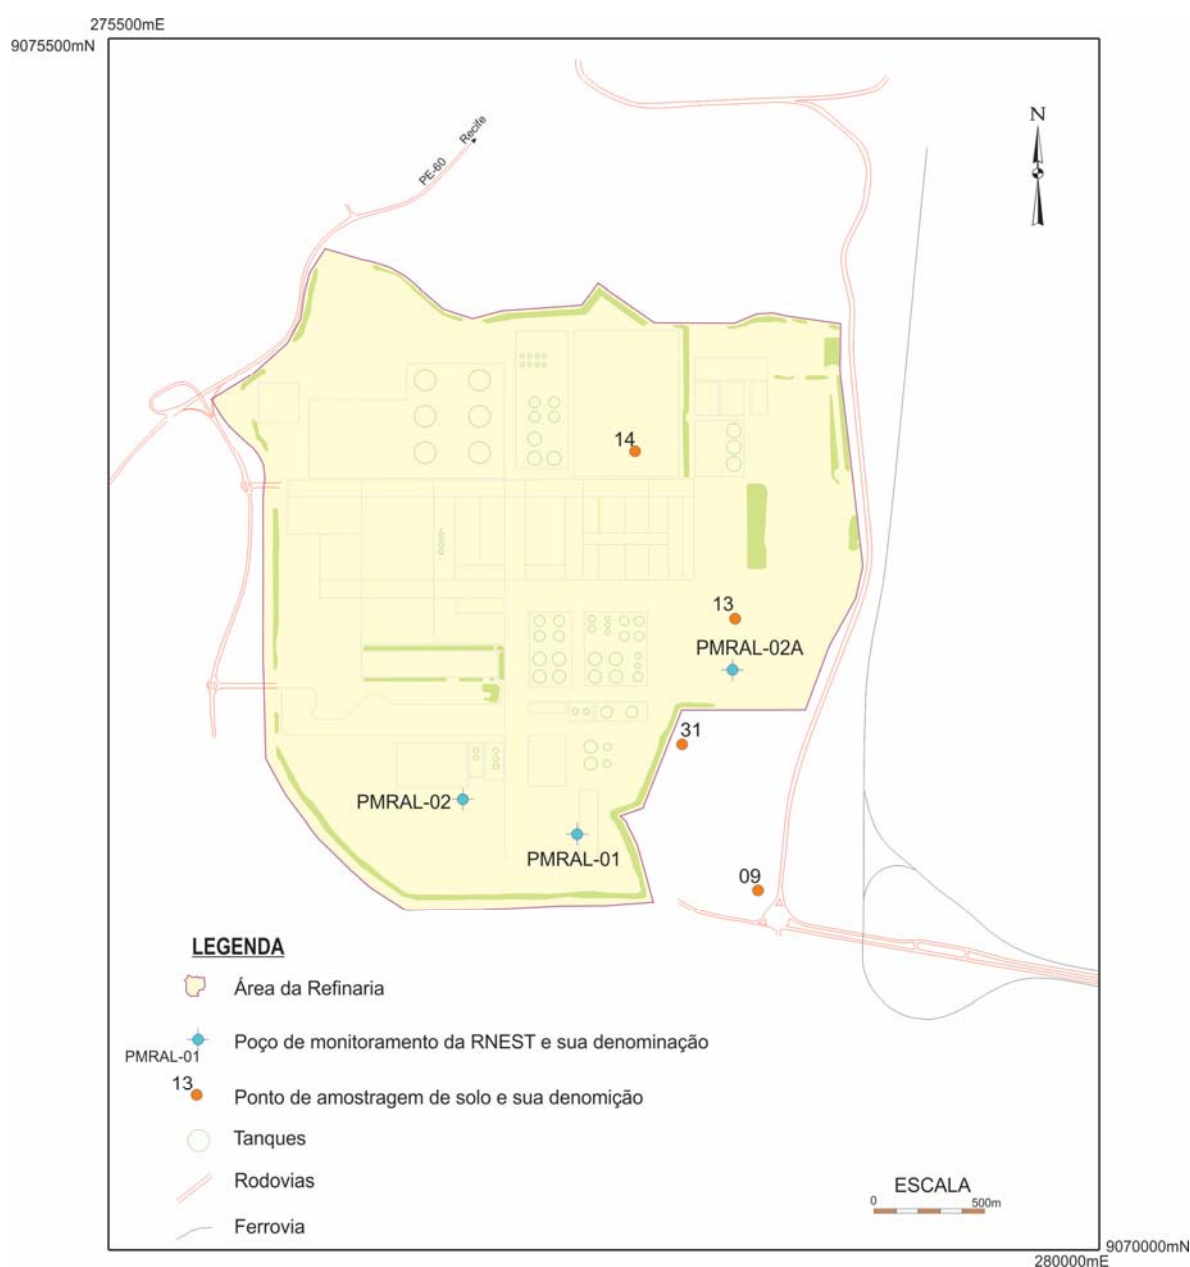 275500mE
9075500mN
Recife
PE-60
N
14
13
PMRAL-02A
31
PMRAL-02
PMRAL-01
09
LEGENDA
Área da Refinaria
Poço de monitoramento da RNEST e sua denominação
PMRAL-01
13
Ponto de amostragem de solo e sua denomição
Tanques
Rodovias
Ferrovia
ESCALA
0 500m
9070000mN
280000mE